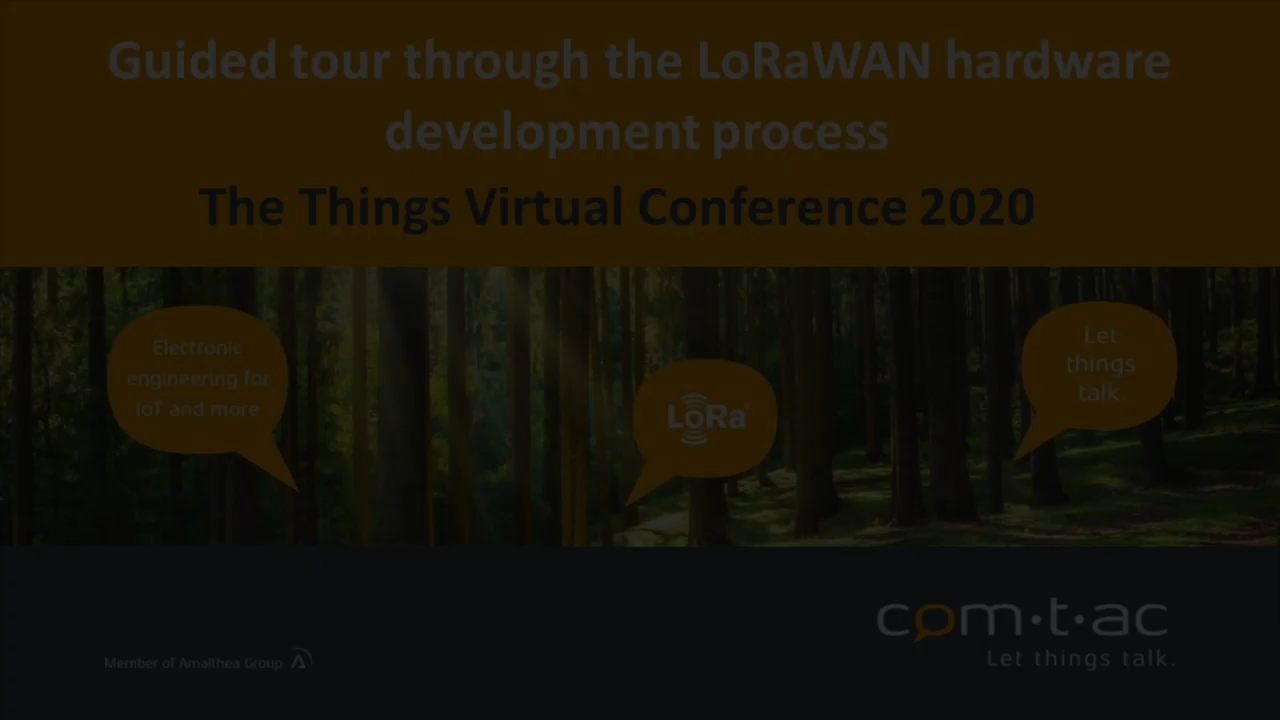 Guided tour through the LoRaWAN hardware
development process
The Things Virtual Conference 2020
Electronic
engineering for
IoT and more
LoRa
Let
things
talk.
com·t·ac
Let things talk.
Member of Amalthea Group